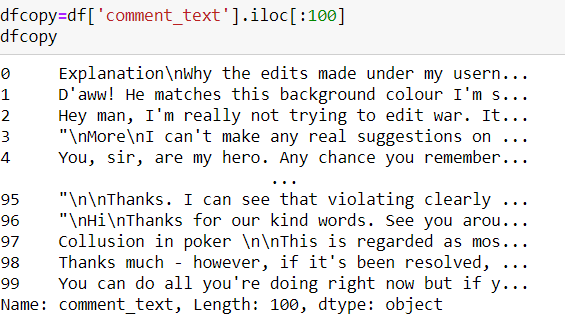 dfcopy=df['comment_text'].iloc[:100]
dfcopy
0 Explanation\nWhy the edits made under my usern...
1 D'aww! He matches this background colour I'm s...
2 Hey man, I'm really not trying to edit war. It...
3 "\nMore\nI can't make any real suggestions on ...
4 You, sir, are my hero. Any chance you remember...
...
95 "\n\nThanks. I can see that violating clearly ...
96 "\nHi\nThanks for our kind words. See you arou...
97 Collusion in poker \n\nThis is regarded as mos...
98 Thanks much - however, if it's been resolved, ...
99 You can do all you're doing right now but if y...
Name: comment_text, Length: 100, dtype: object